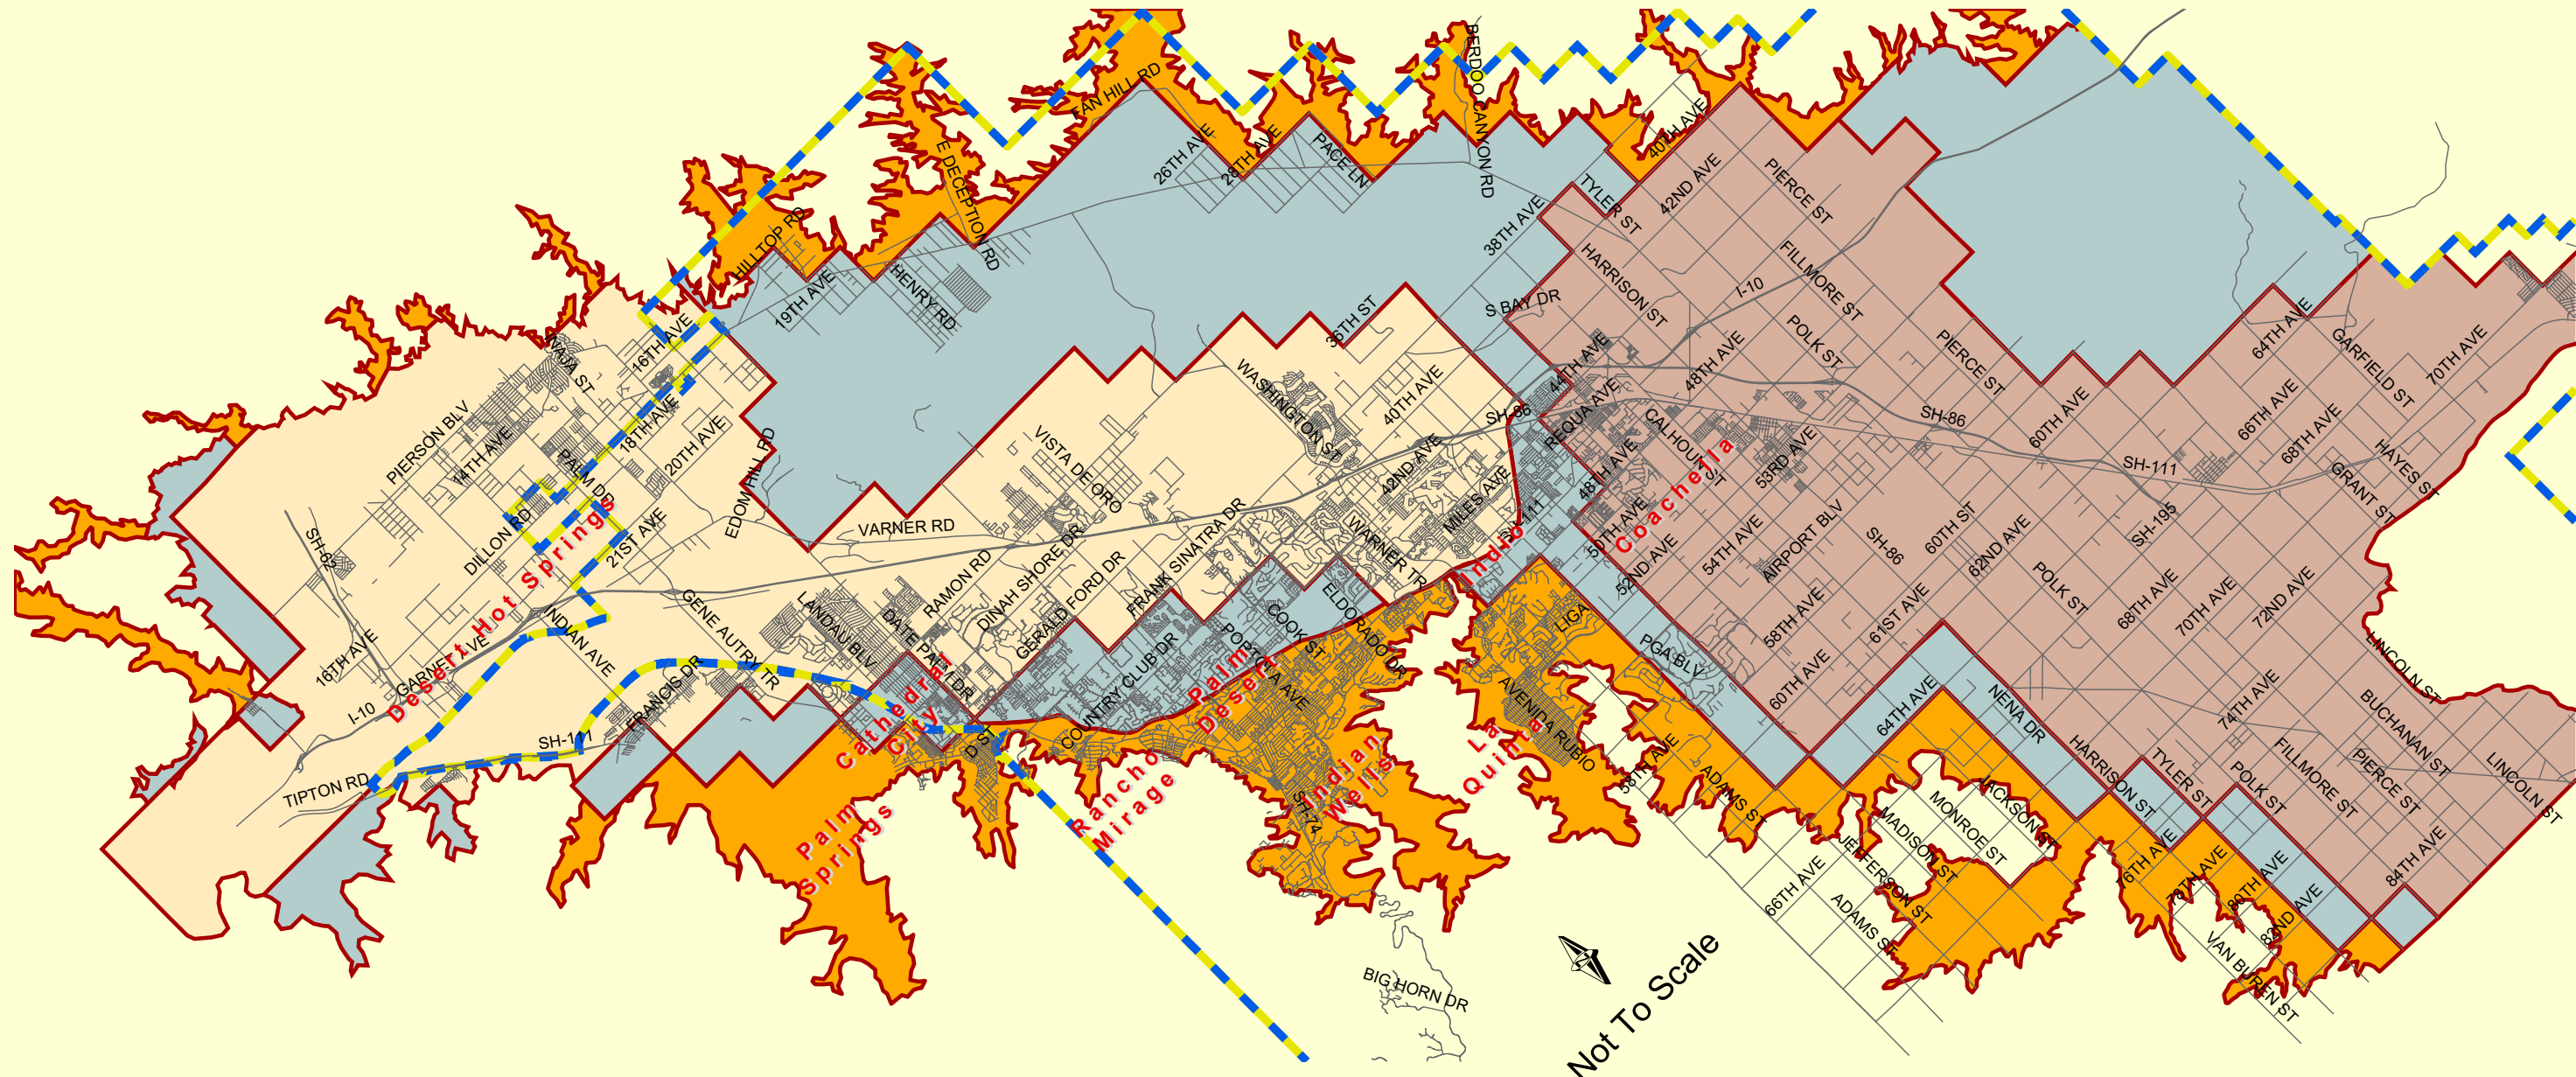 BERDOO CANYON RD
FAN HILL RD
E DECEPTION RD
26TH AVE
28TH AVE
PACE LN
40TH AVE
42ND AVE
PIERCE ST
TYLER ST
38TH AVE
HILLTOP RD
19TH AVE
HENRY RD
HARRISON ST
FILLMORE ST
I-10
S BAY DR
36TH ST
16TH AVE
POLK ST
PIERCE ST
64TH AVE
GARFIELD ST
70TH AVE
WASHINGTON ST
40TH AVE
44TH AVE
48TH AVE
PIERSON BLV
14TH AVE
18TH AVE
20TH AVE
PALM DR
EDOM HILL RD
VISTA DE ORO
SH-86
REQUA AVE
CALHOUN ST
SH-86
60TH AVE
66TH AVE
68TH AVE
HAYES ST
GRANT ST
SH-111
42ND AVE
MILES AVE
48TH AVE
53RD AVE
Coachella
SH-62
DILLON RD
21ST AVE
VARNER RD
RAMON RD
DINAH SHORE DR
GERALD FORD DR
FRANK SINATRA DR
WARNER TR
Indio
50TH AVE
52ND AVE
54TH AVE
AIRPORT BLV
SH-86
60TH ST
62ND AVE
SH-195
Desert Hot Springs
16TH AVE
GARNET AVE
I-10
INDIAN AVE
GENE AUTRY TR
LANDAU BLV
DATE PALM DR
COUNTRY CLUB DR
PORTOLA AVE
COOK ST
ELDORADO DR
LIGA
PGA BLV
58TH AVE
61ST AVE
60TH AVE
POLK ST
68TH AVE
70TH AVE
72ND AVE
LINCOLN ST
FRANCIS DR
SH-111
TIPTON RD
Cathedral
City
D ST
Palm
Desert
AVENIDA RUBIO
La
Quinta
64TH AVE
NENA DR
74TH AVE
BUCHANAN ST
HARRISON ST
TYLER ST
POLK ST
FILLMORE ST
PIERCE ST
LINCOLN ST
Palm
Springs
Rancho
Mirage
Indian
Wells
SH-74
58TH AVE
ADAMS ST
MADISON ST
MONROE ST
JACKSON ST
JEFFERSON ST
66TH AVE
ADAMS ST
76TH AVE
78TH AVE
80TH AVE
82ND AVE
84TH AVE
VAN BUREN ST
BIG HORN DR
Not To Scale